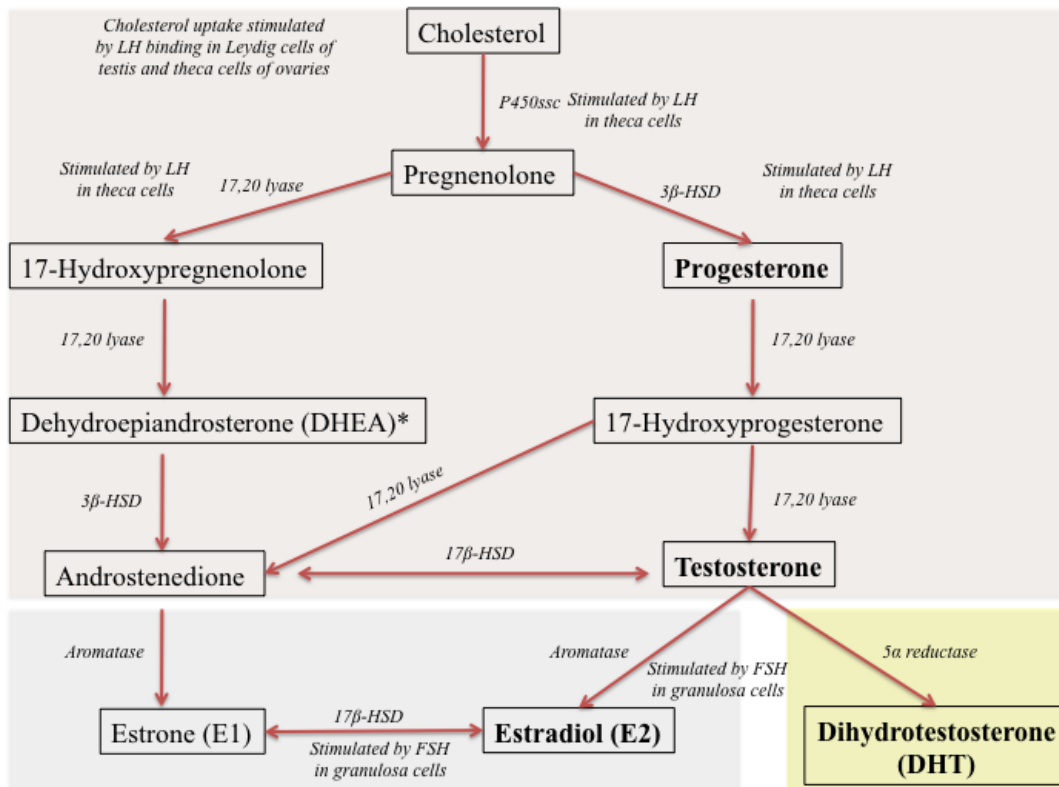 Cholesterol uptake stimulated
by LH binding in Leydig cells of
testis and theca cells of ovaries
Cholesterol
P450ssc
Stimulated by LH
in theca cells
Pregnenolone
Stimulated by LH
in theca cells
17,20 lyase
3β-HSD
Stimulated by LH
in theca cells
17-Hydroxypregnenolone
Progesterone
17,20 lyase
17,20 lyase
Dehydroepiandrosterone (DHEA)*
17-Hydroxyprogesterone
3β-HSD
17,20 lyase
17,20 lyase
Androstenedione
17β-HSD
Testosterone
Aromatase
Aromatase
Stimulated by FSH
in granulosa cells
5α reductase
Estrone (E1)
17β-HSD
Stimulated by FSH
in granulosa cells
Estradiol (E2)
Dihydrotestosterone
(DHT)